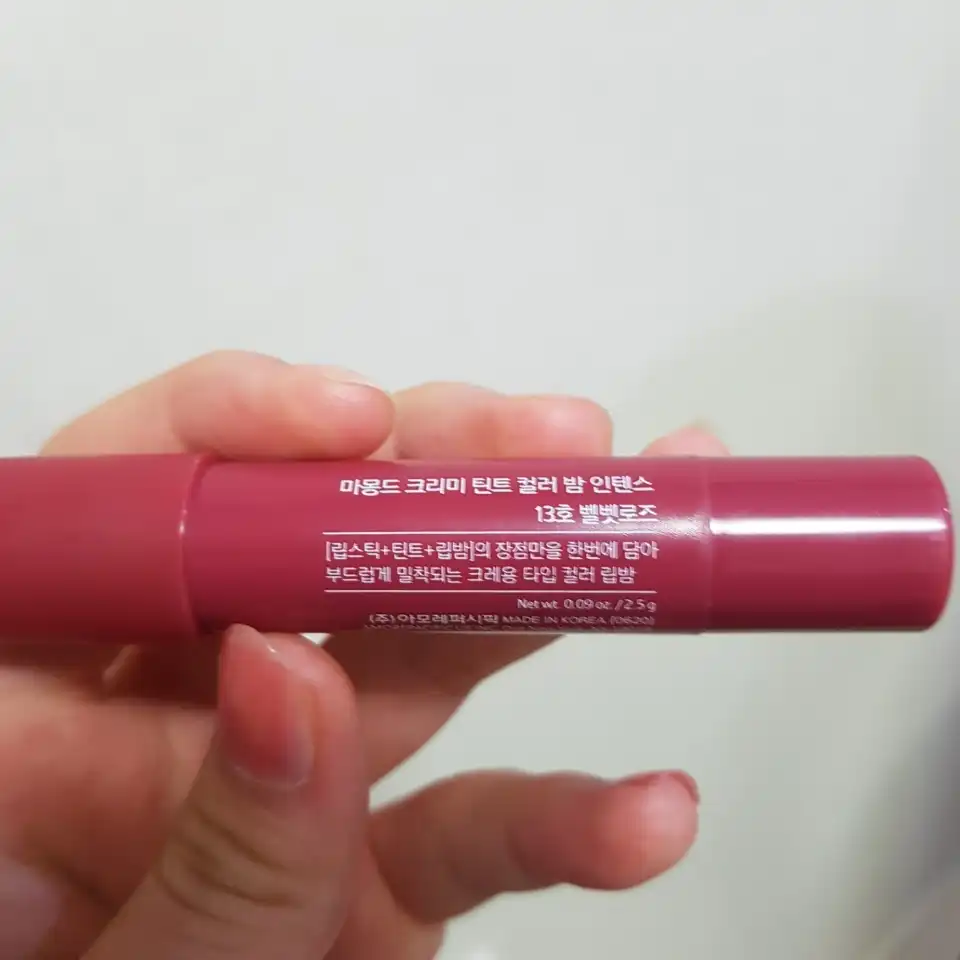 마몽드 크리미 틴트 컬러 밤 인텐스
13호 벨벳로즈
[립스틱+틴트+립밤]의 장점만을 한번에 담아
부드럽게 밀착되는 크레용 타입 컬러 립밤
Net wt. 0.09 oz. / 2.5 g
(주)아모레퍼시픽 MADE IN KOREA (0620)